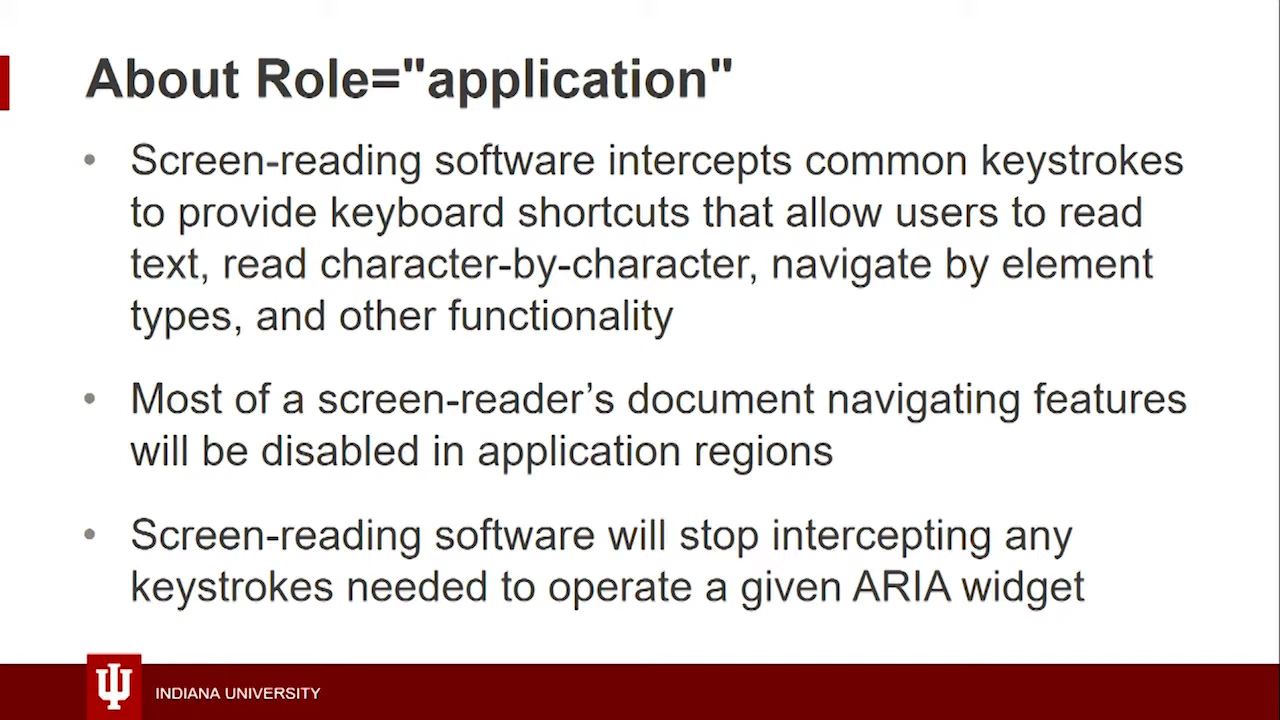 About Role="application"
• Screen-reading software intercepts common keystrokes
to provide keyboard shortcuts that allow users to read
text, read character-by-character, navigate by element
types, and other functionality
• Most of a screen-reader’s document navigating features
will be disabled in application regions
• Screen-reading software will stop intercepting any
keystrokes needed to operate a given ARIA widget
INDIANA UNIVERSITY